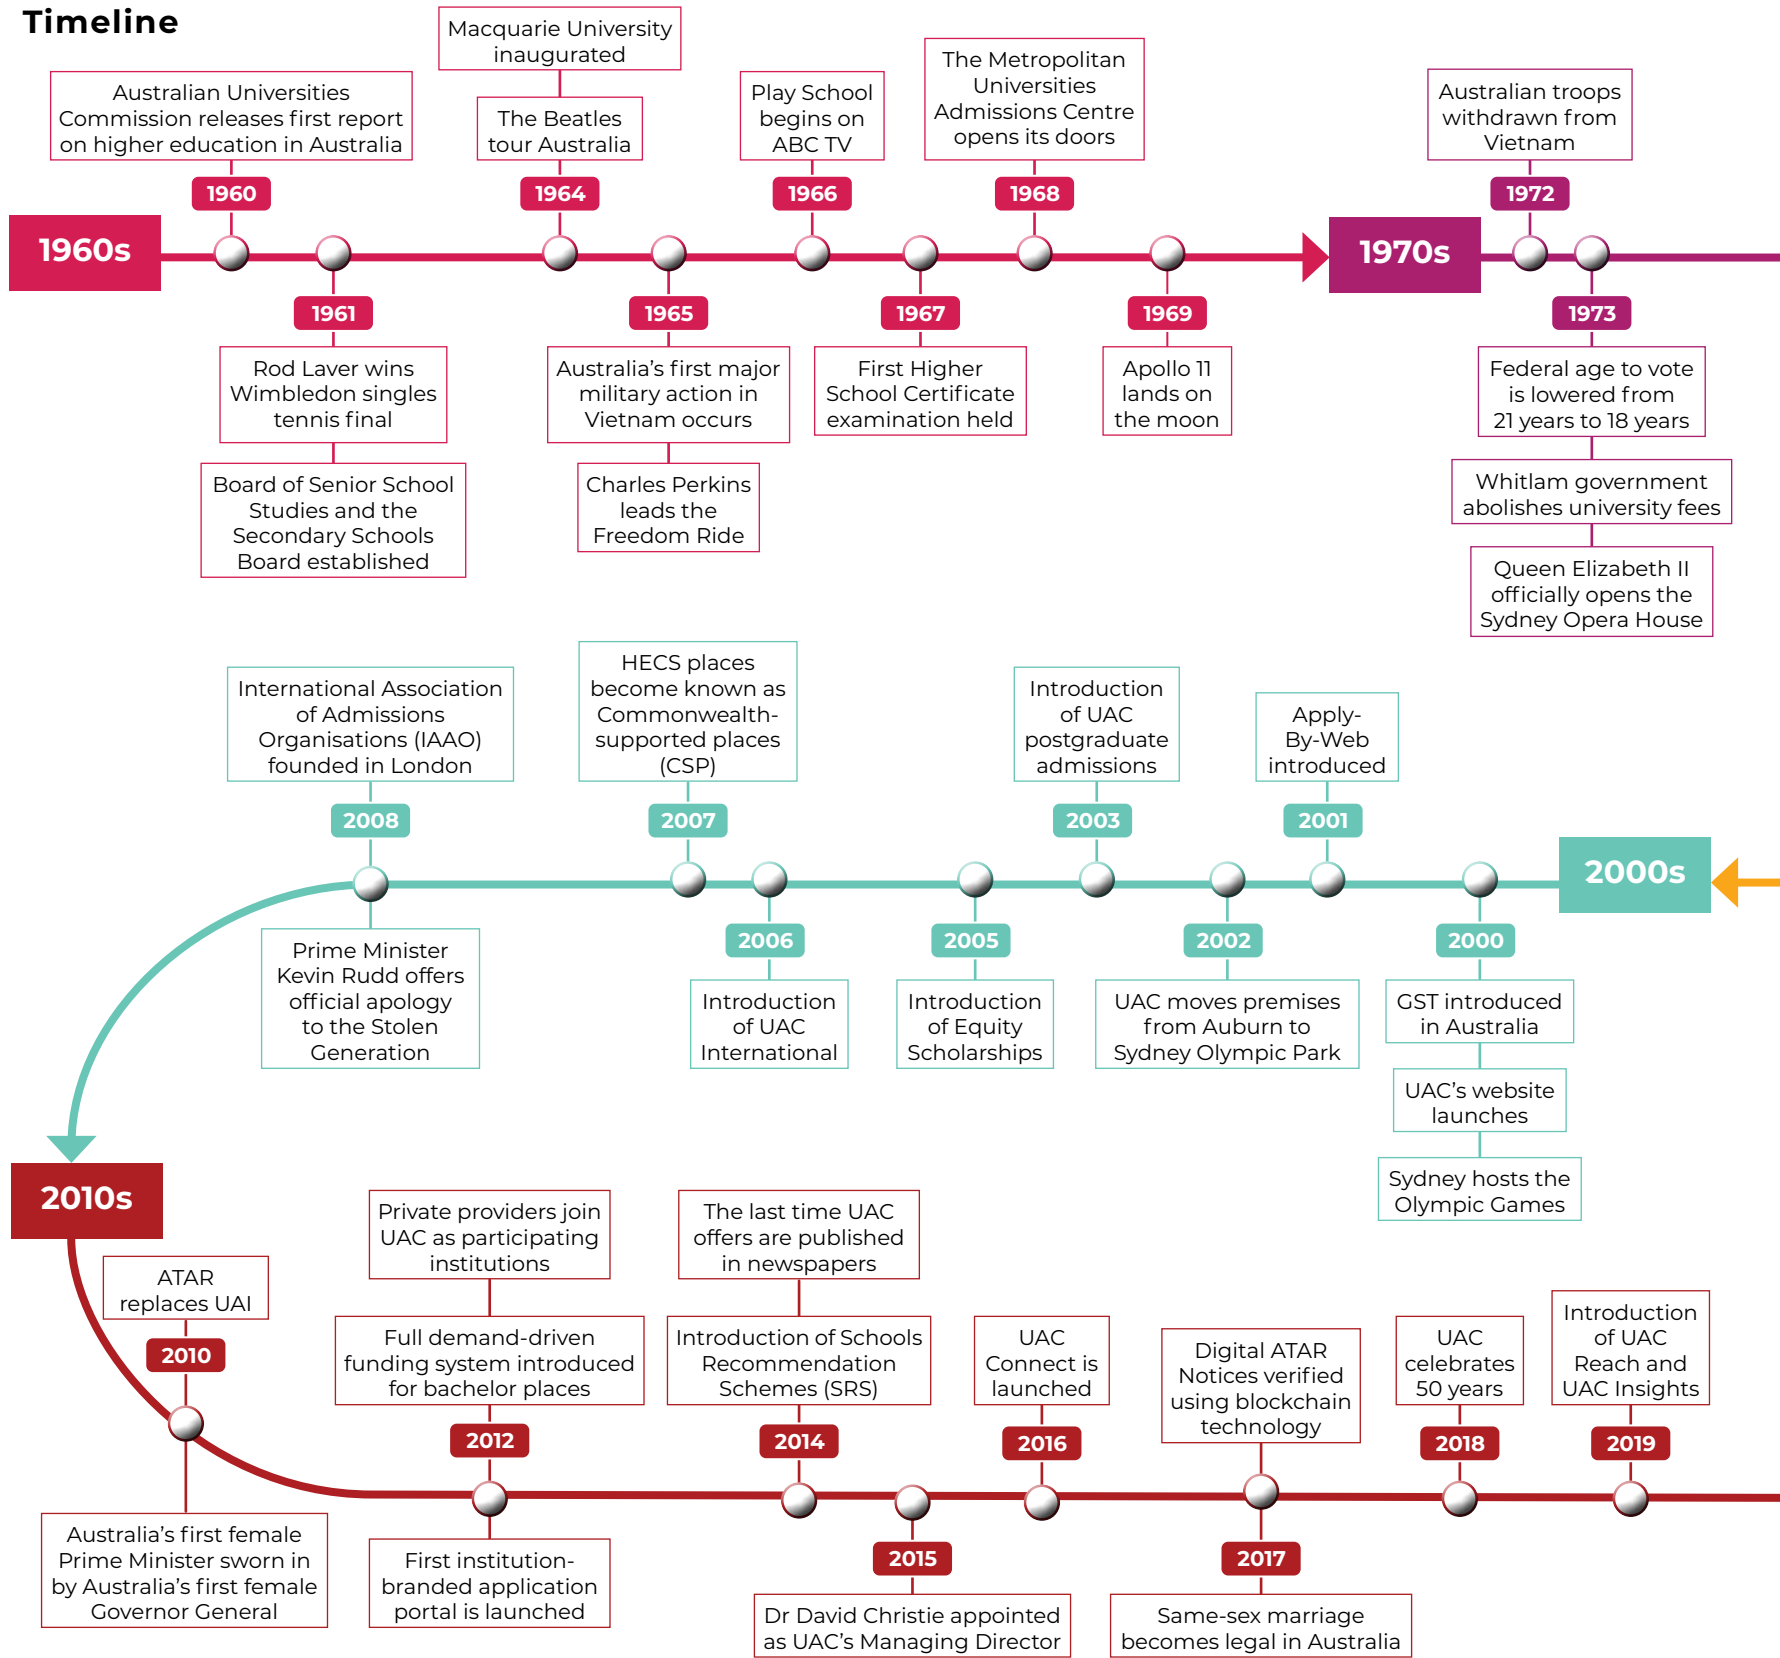 Timeline
Macquarie University
inaugurated
Australian Universities
Commission releases first report
on higher education in Australia
The Beatles
tour Australia
Play School
begins on
ABC TV
The Metropolitan
Universities
Admissions Centre
opens its doors
Australian troops
withdrawn from
Vietnam
1960
1964
1966
1968
1972
1960s
1970s
1961
1965
1967
1969
1973
Rod Laver wins
Wimbledon singles
tennis final
Board of Senior School
Studies and the
Secondary Schools
Board established
Australia's first major
military action in
Vietnam occurs
Charles Perkins
leads the
Freedom Ride
First Higher
School Certificate
examination held
Apollo 11
lands on
the moon
Federal age to vote
is lowered from
21 years to 18 years
Whitlam government
abolishes university fees
Queen Elizabeth II
officially opens the
Sydney Opera House
International Association
of Admissions
Organisations (IAAO)
founded in London
HECS places
become known as
Commonwealth-
supported places
(CSP)
Introduction
of UAC
postgraduate
admissions
Apply-
By-Web
introduced
2008
2007
2003
2001
2000s
2006
2005
2002
2000
Prime Minister
Kevin Rudd offers
official apology
to the Stolen
Generation
Introduction
of UAC
International
Introduction
of Equity
Scholarships
UAC moves premises
from Auburn to
Sydney Olympic Park
GST introduced
in Australia
UAC's website
launches
Sydney hosts the
Olympic Games
2010s
ATAR
replaces UAI
2010
Private providers join
UAC as participating
institutions
Full demand-driven
funding system introduced
for bachelor places
2012
The last time UAC
offers are published
in newspapers
Introduction of Schools
Recommendation
Schemes (SRS)
2014
UAC
Connect is
launched
2016
Digital ATAR
Notices verified
using blockchain
technology
UAC
celebrates
50 years
2018
Introduction
of UAC
Reach and
UAC Insights
2019
Australia's first female
Prime Minister sworn in
by Australia's first female
Governor General
First institution-
branded application
portal is launched
2015
Dr David Christie appointed
as UAC's Managing Director
2017
Same-sex marriage
becomes legal in Australia